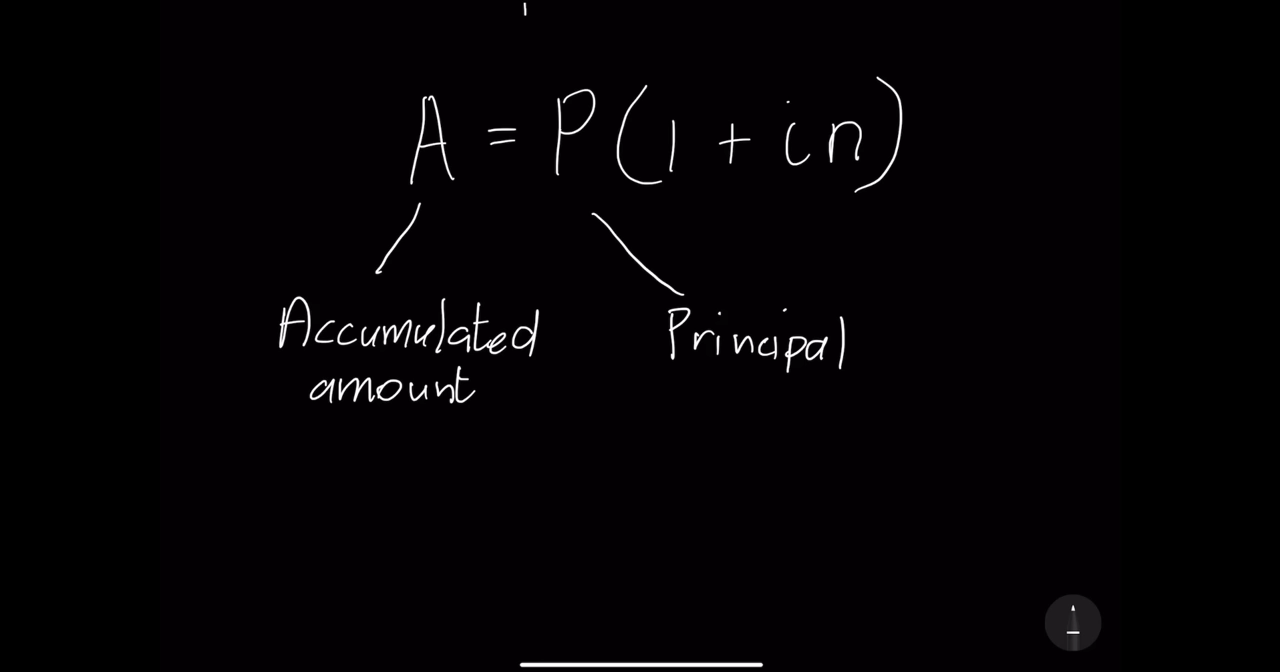 A = P(1 + in)
Accumulated Principal
amount